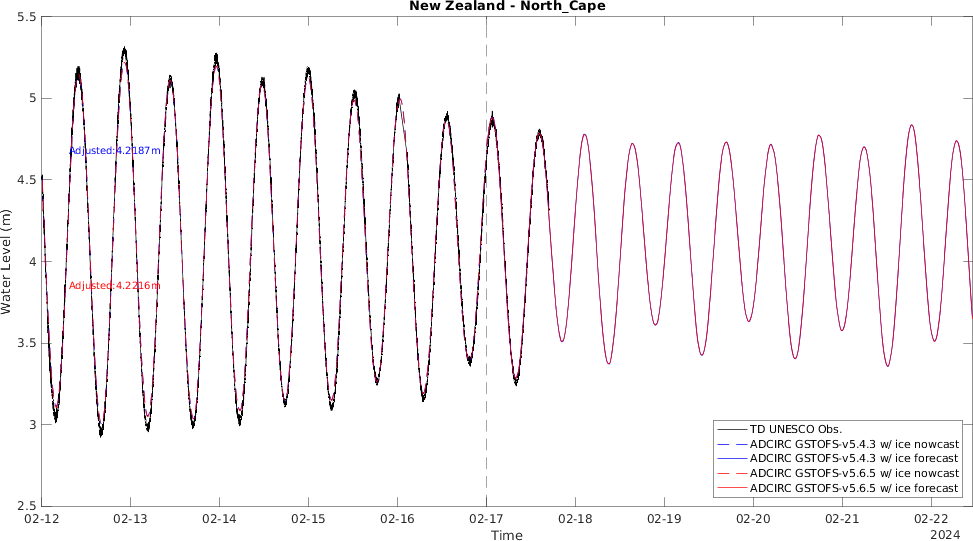 New Zealand - North_Cape
5.5
5
4.5
4
3.5
3
2.5
Water Level (m)
Adjusted:4.2187m
Adjusted:4.2216m
TD UNESCO Obs.
ADCIRC GSTOFS-v5.4.3 w/ ice nowcast
ADCIRC GSTOFS-v5.4.3 w/ ice forecast
ADCIRC GSTOFS-v5.6.5 w/ ice nowcast
ADCIRC GSTOFS-v5.6.5 w/ ice forecast
02-12 02-13 02-14 02-15 02-16 02-17 02-18 02-19 02-20 02-21 02-22
Time 2024